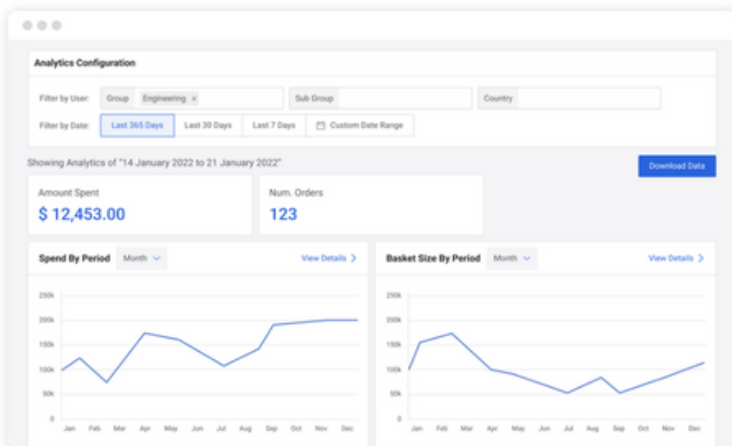 Analytics Configuration
Filter by User: Group Engineering × Sub Group Country
Filter by Date: Last 365 Days Last 30 Days Last 7 Days Custom Date Range
Showing Analytics of "14 January 2022 to 21 January 2022"
Download Data
Amount Spent Num. Orders
$ 12,453.00 123
Spend By Period Month View Details Basket Size By Period Month View Details
250k 250k
200k 200k
150k 150k
100k 100k
50k 50k
0 0
Jan Feb Mar Apr May Jun Jul Aug Sep Oct Nov Dec Jan Feb Mar Apr May Jun Jul Aug Sep Oct Nov Dec